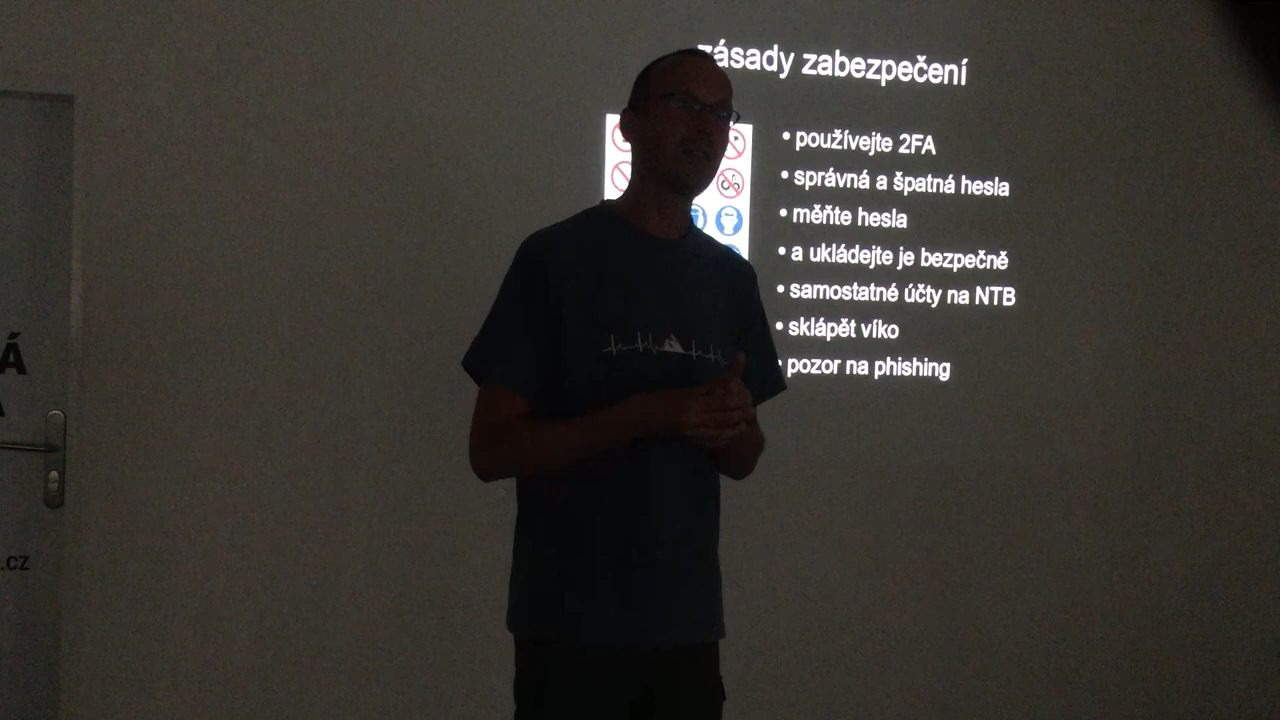 zásady zabezpečení
• používejte 2FA
• správná a špatná hesla
• měňte hesla
• a ukládejte je bezpečně
• samostatné účty na NTB
• sklápět víko
• pozor na phishing
Á
A
.cz